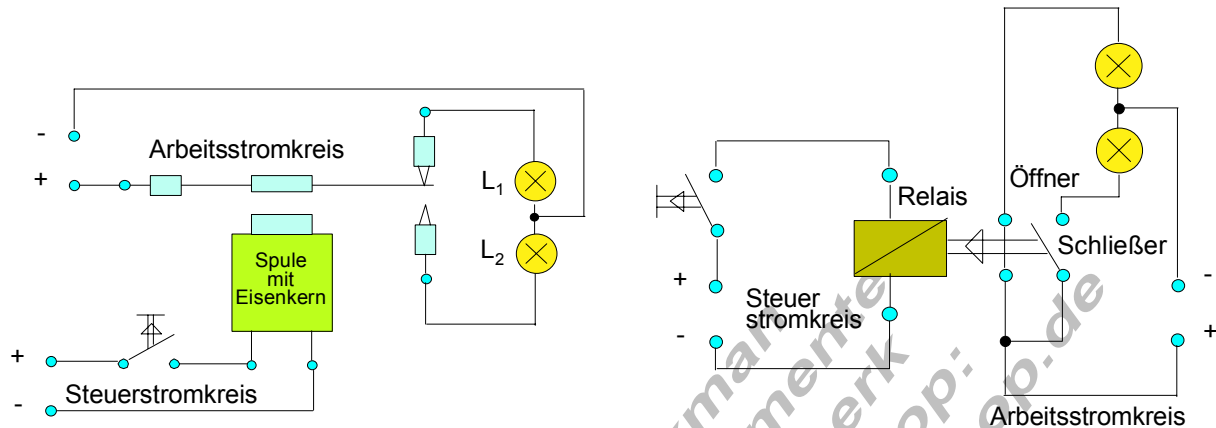 -
Arbeitsstromkreis
+
L1
L2
Spule
mit
Eisenkern
+
Steuerstromkreis
-
Öffner
Relais
Schließer
+
Steuer
stromkreis
-
-
+
Arbeitsstromkreis